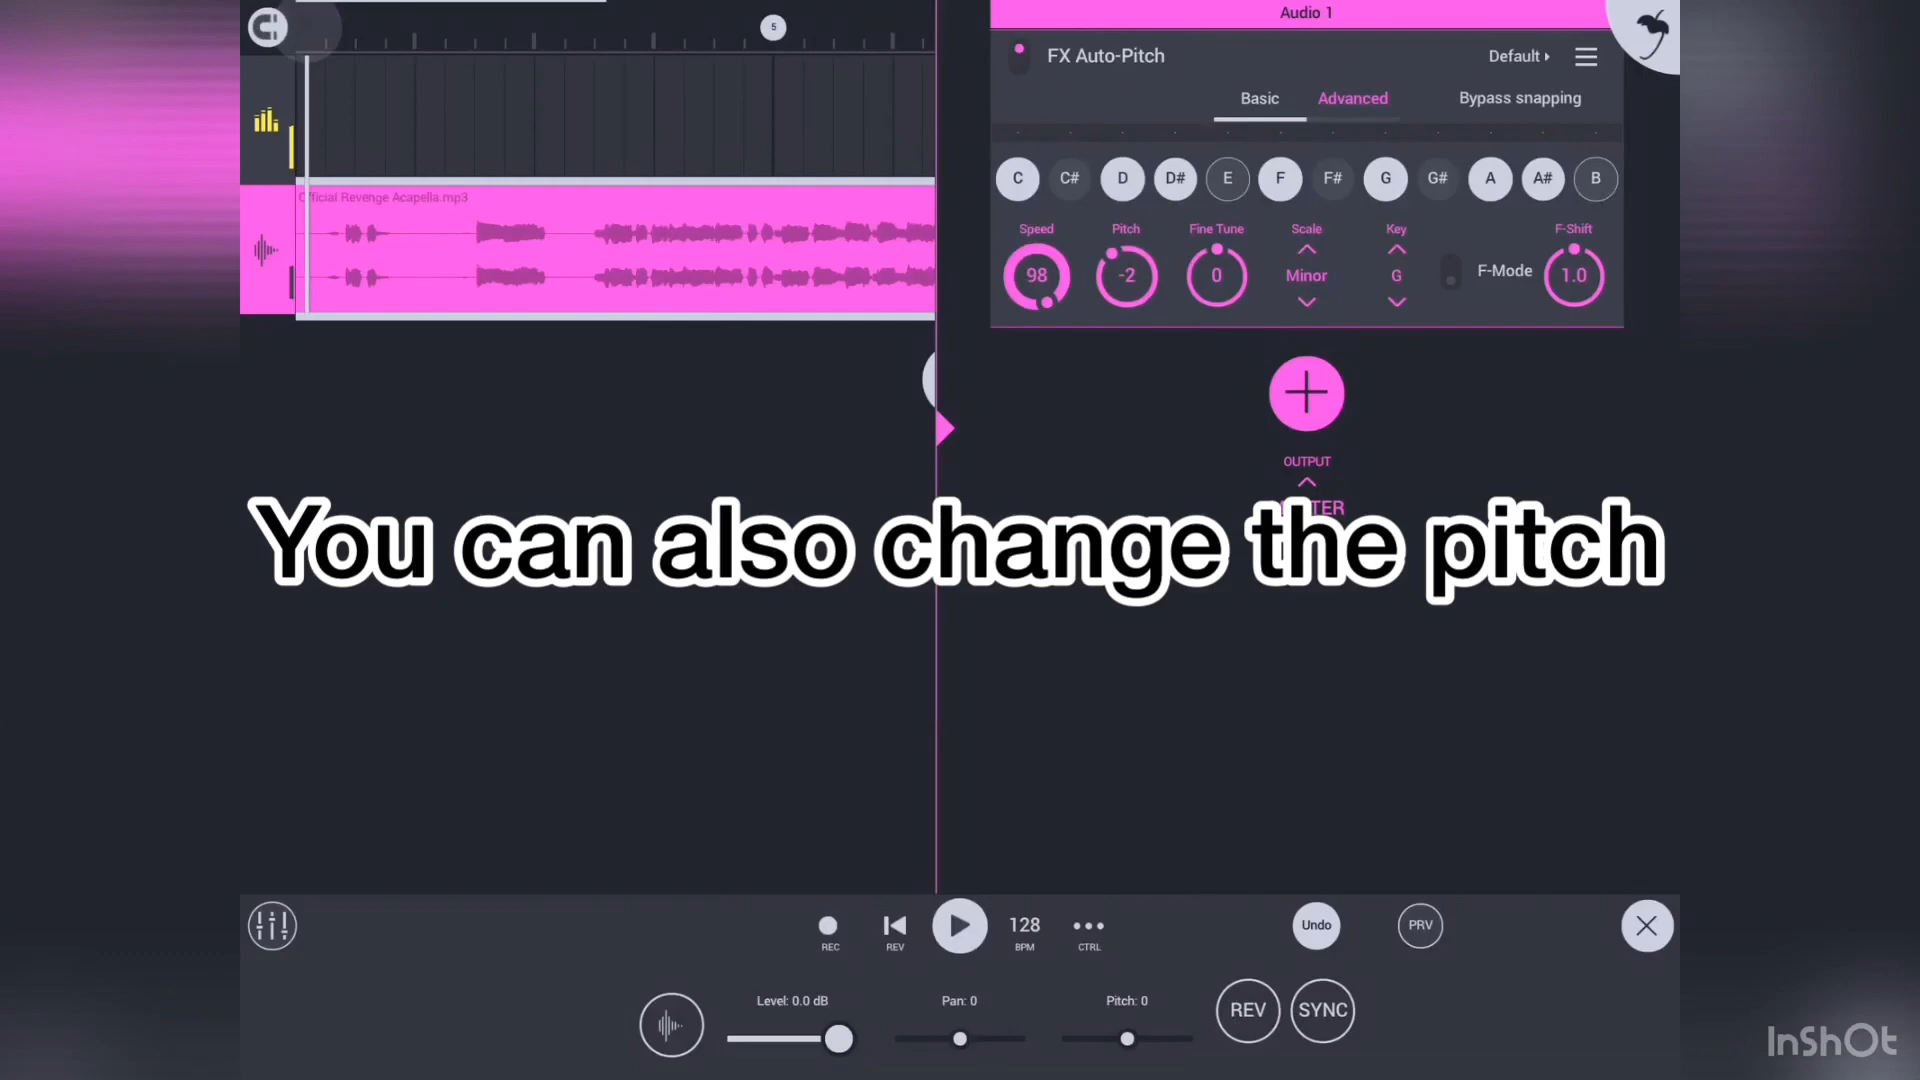 5
Audio 1
FX Auto-Pitch
Default
Basic
Advanced
Bypass snapping
C C# D D# E F F# G G# A A# B
Official Revenge Acapella.mp3
Speed Pitch Fine Tune Scale Key F-Shift
98 -2 0 Minor G F-Mode 1.0
OUTPUT
You can also change the pitch
REC
REV
128
BPM
CTRL
Undo
PRV
Level: 0.0 dB
Pan: 0
Pitch: 0
REV
SYNC
InShOt